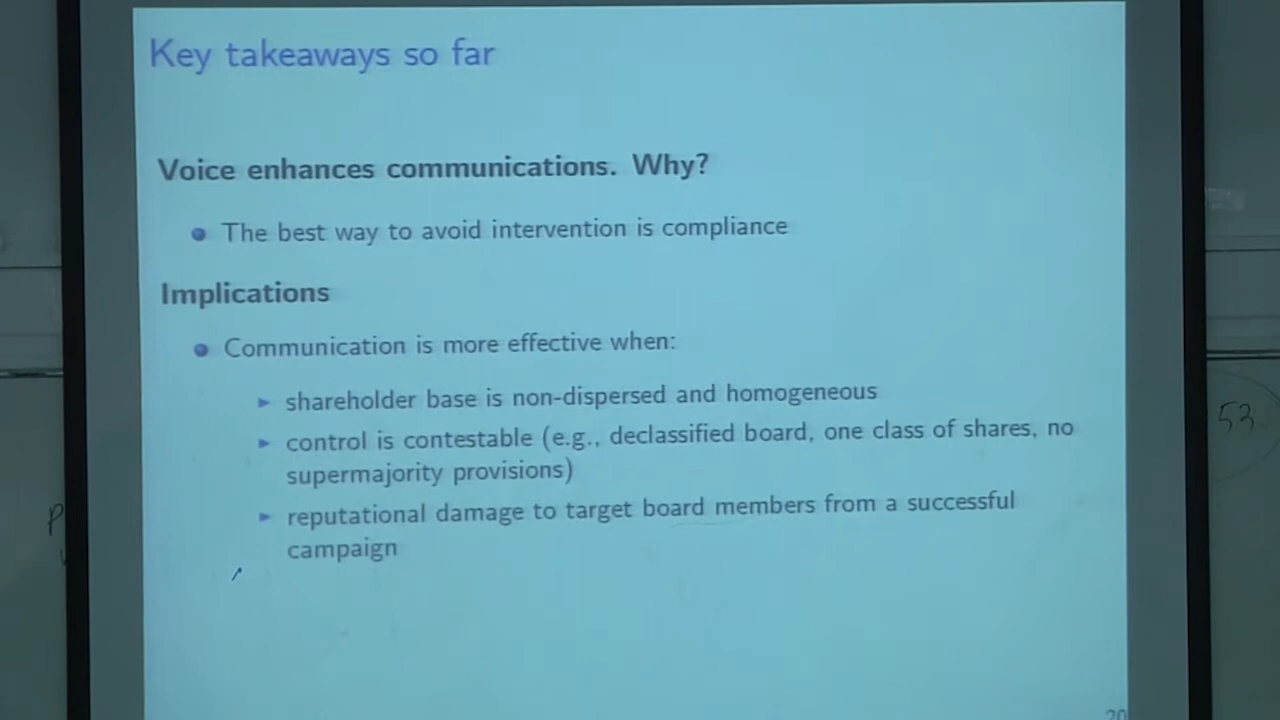 Key takeaways so far
Voice enhances communications. Why?
The best way to avoid intervention is compliance
Implications
Communication is more effective when:
shareholder base is non-dispersed and homogeneous
control is contestable (e.g., declassified board, one class of shares, no
supermajority provisions)
reputational damage to target board members from a successful
campaign
53
P
20